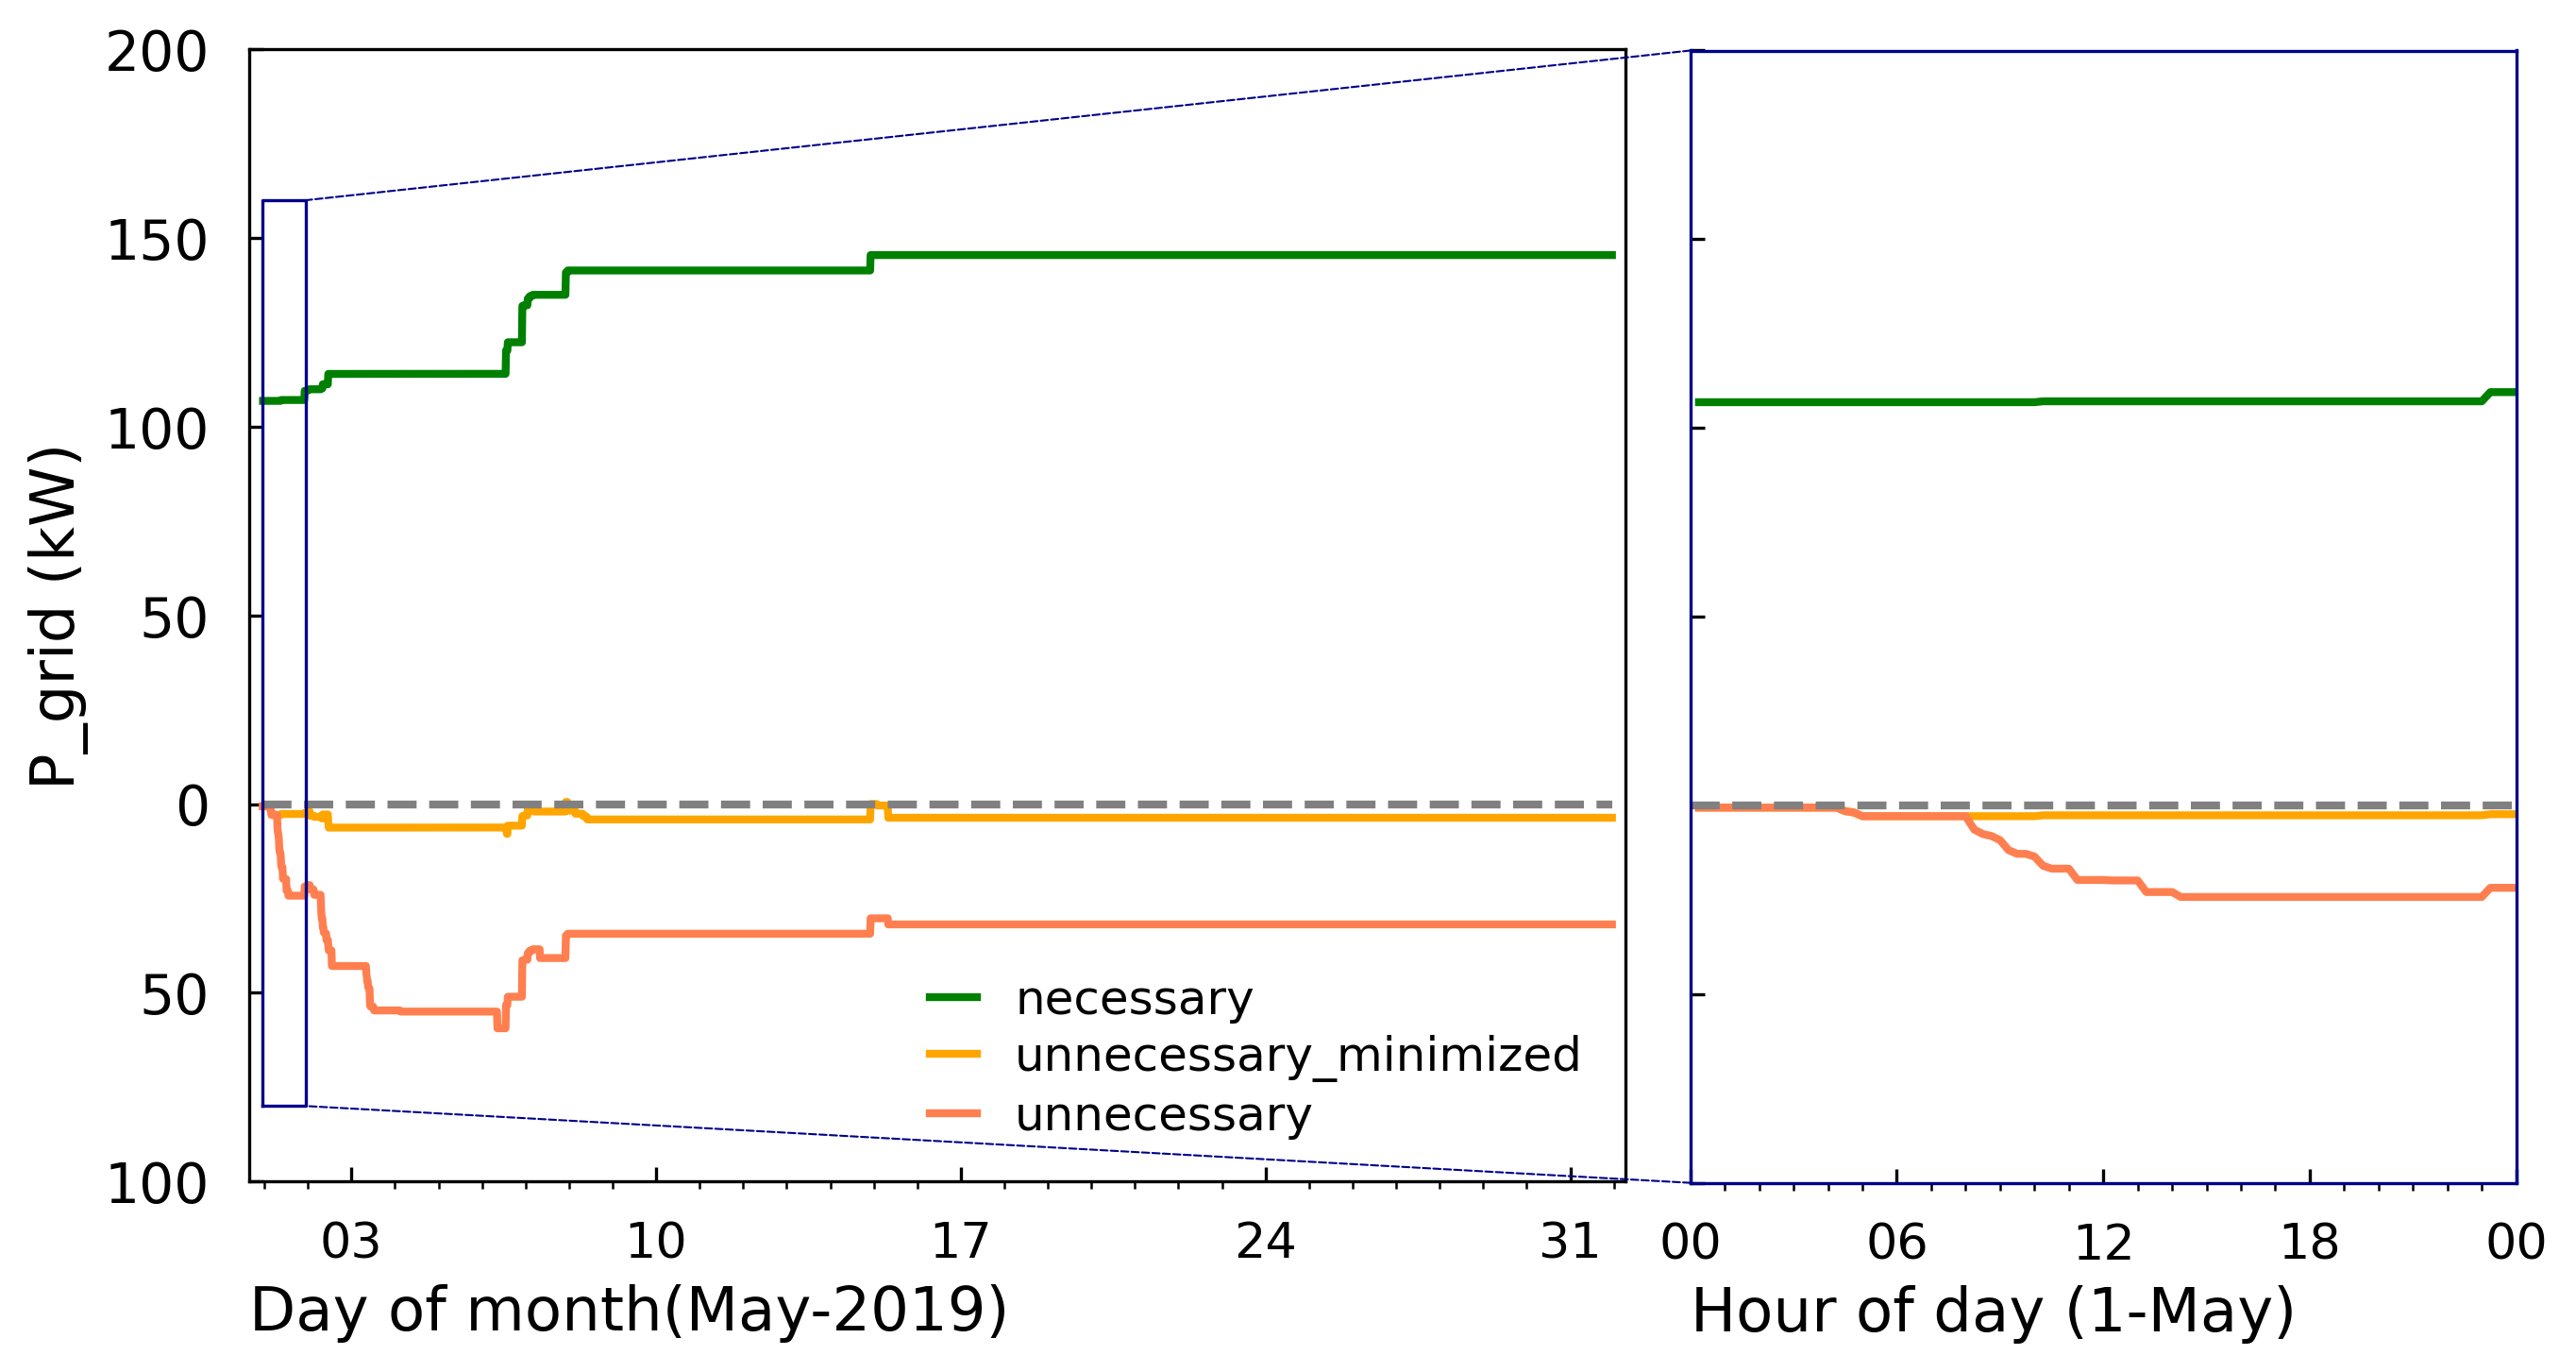 200
150
100
50
0
50
100
P_grid (kW)
03 10 17 24 31
Day of month(May-2019)
necessary
unnecessary_minimized
unnecessary
00 06 12 18 00
Hour of day (1-May)